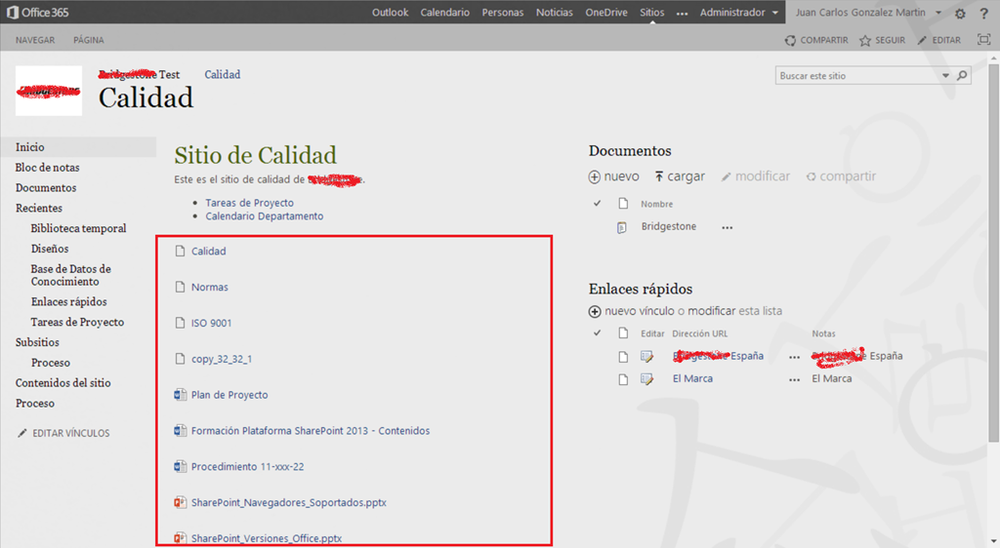 Office 365
Outlook Calendario Personas Noticias OneDrive Sitios ... Administrador Juan Carlos Gonzalez Martin ?
NAVEGAR PÁGINA
COMPARTIR SEGUIR EDITAR
Test Calidad
Calidad
Buscar este sitio
Inicio
Bloc de notas
Documentos
Recientes
Biblioteca temporal
Diseños
Base de Datos de
Conocimiento
Enlaces rápidos
Tareas de Proyecto
Subsitios
Proceso
Contenidos del sitio
Proceso
EDITAR VÍNCULOS
Sitio de Calidad
Este es el sitio de calidad de .
Tareas de Proyecto
Calendario Departamento
Calidad
Normas
ISO 9001
copy_32_32_1
Plan de Proyecto
Formación Plataforma SharePoint 2013 - Contenidos
Procedimiento 11-xxx-22
SharePoint_Navegadores_Soportados.pptx
SharePoint_Versiones_Office.pptx
Documentos
nuevo cargar modificar compartir
Nombre
Bridgestone ...
Enlaces rápidos
nuevo vínculo o modificar esta lista
Editar Dirección URL Notas
España ... España
El Marca ... El Marca